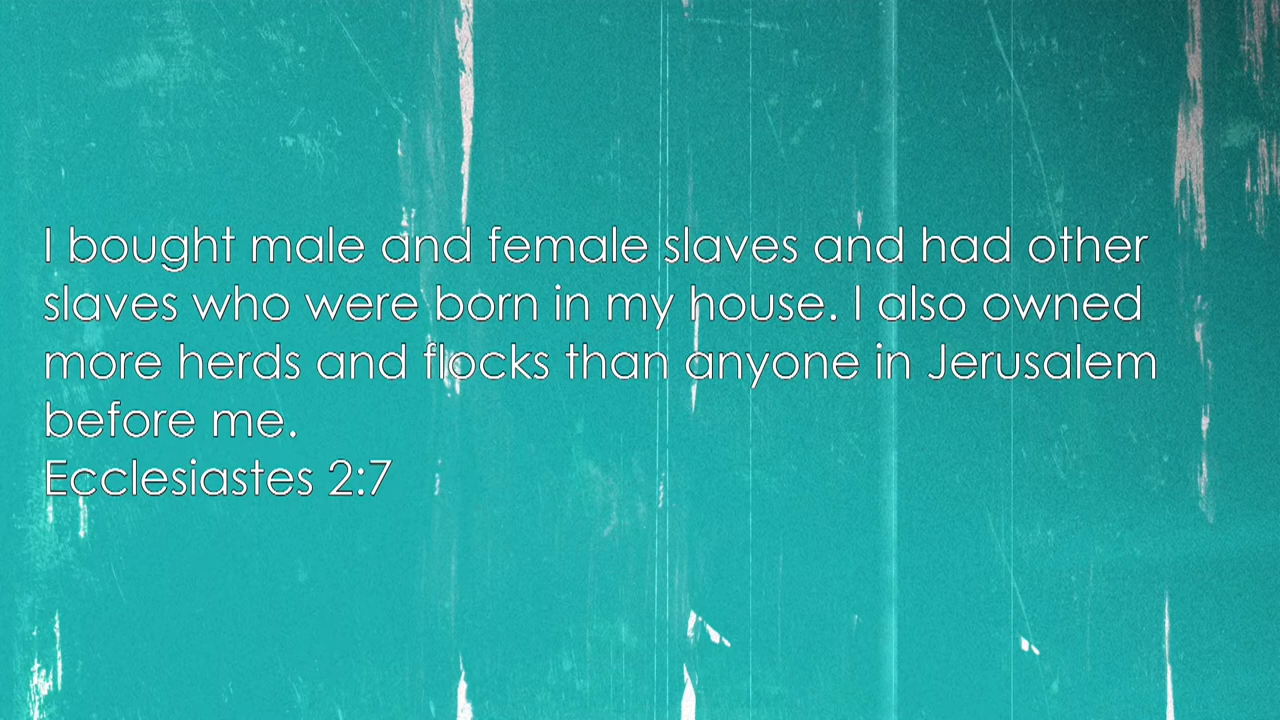 I bought male and female slaves and had other
slaves who were born in my house. I also owned
more herds and flocks than anyone in Jerusalem
before me.
Ecclesiastes 2:7